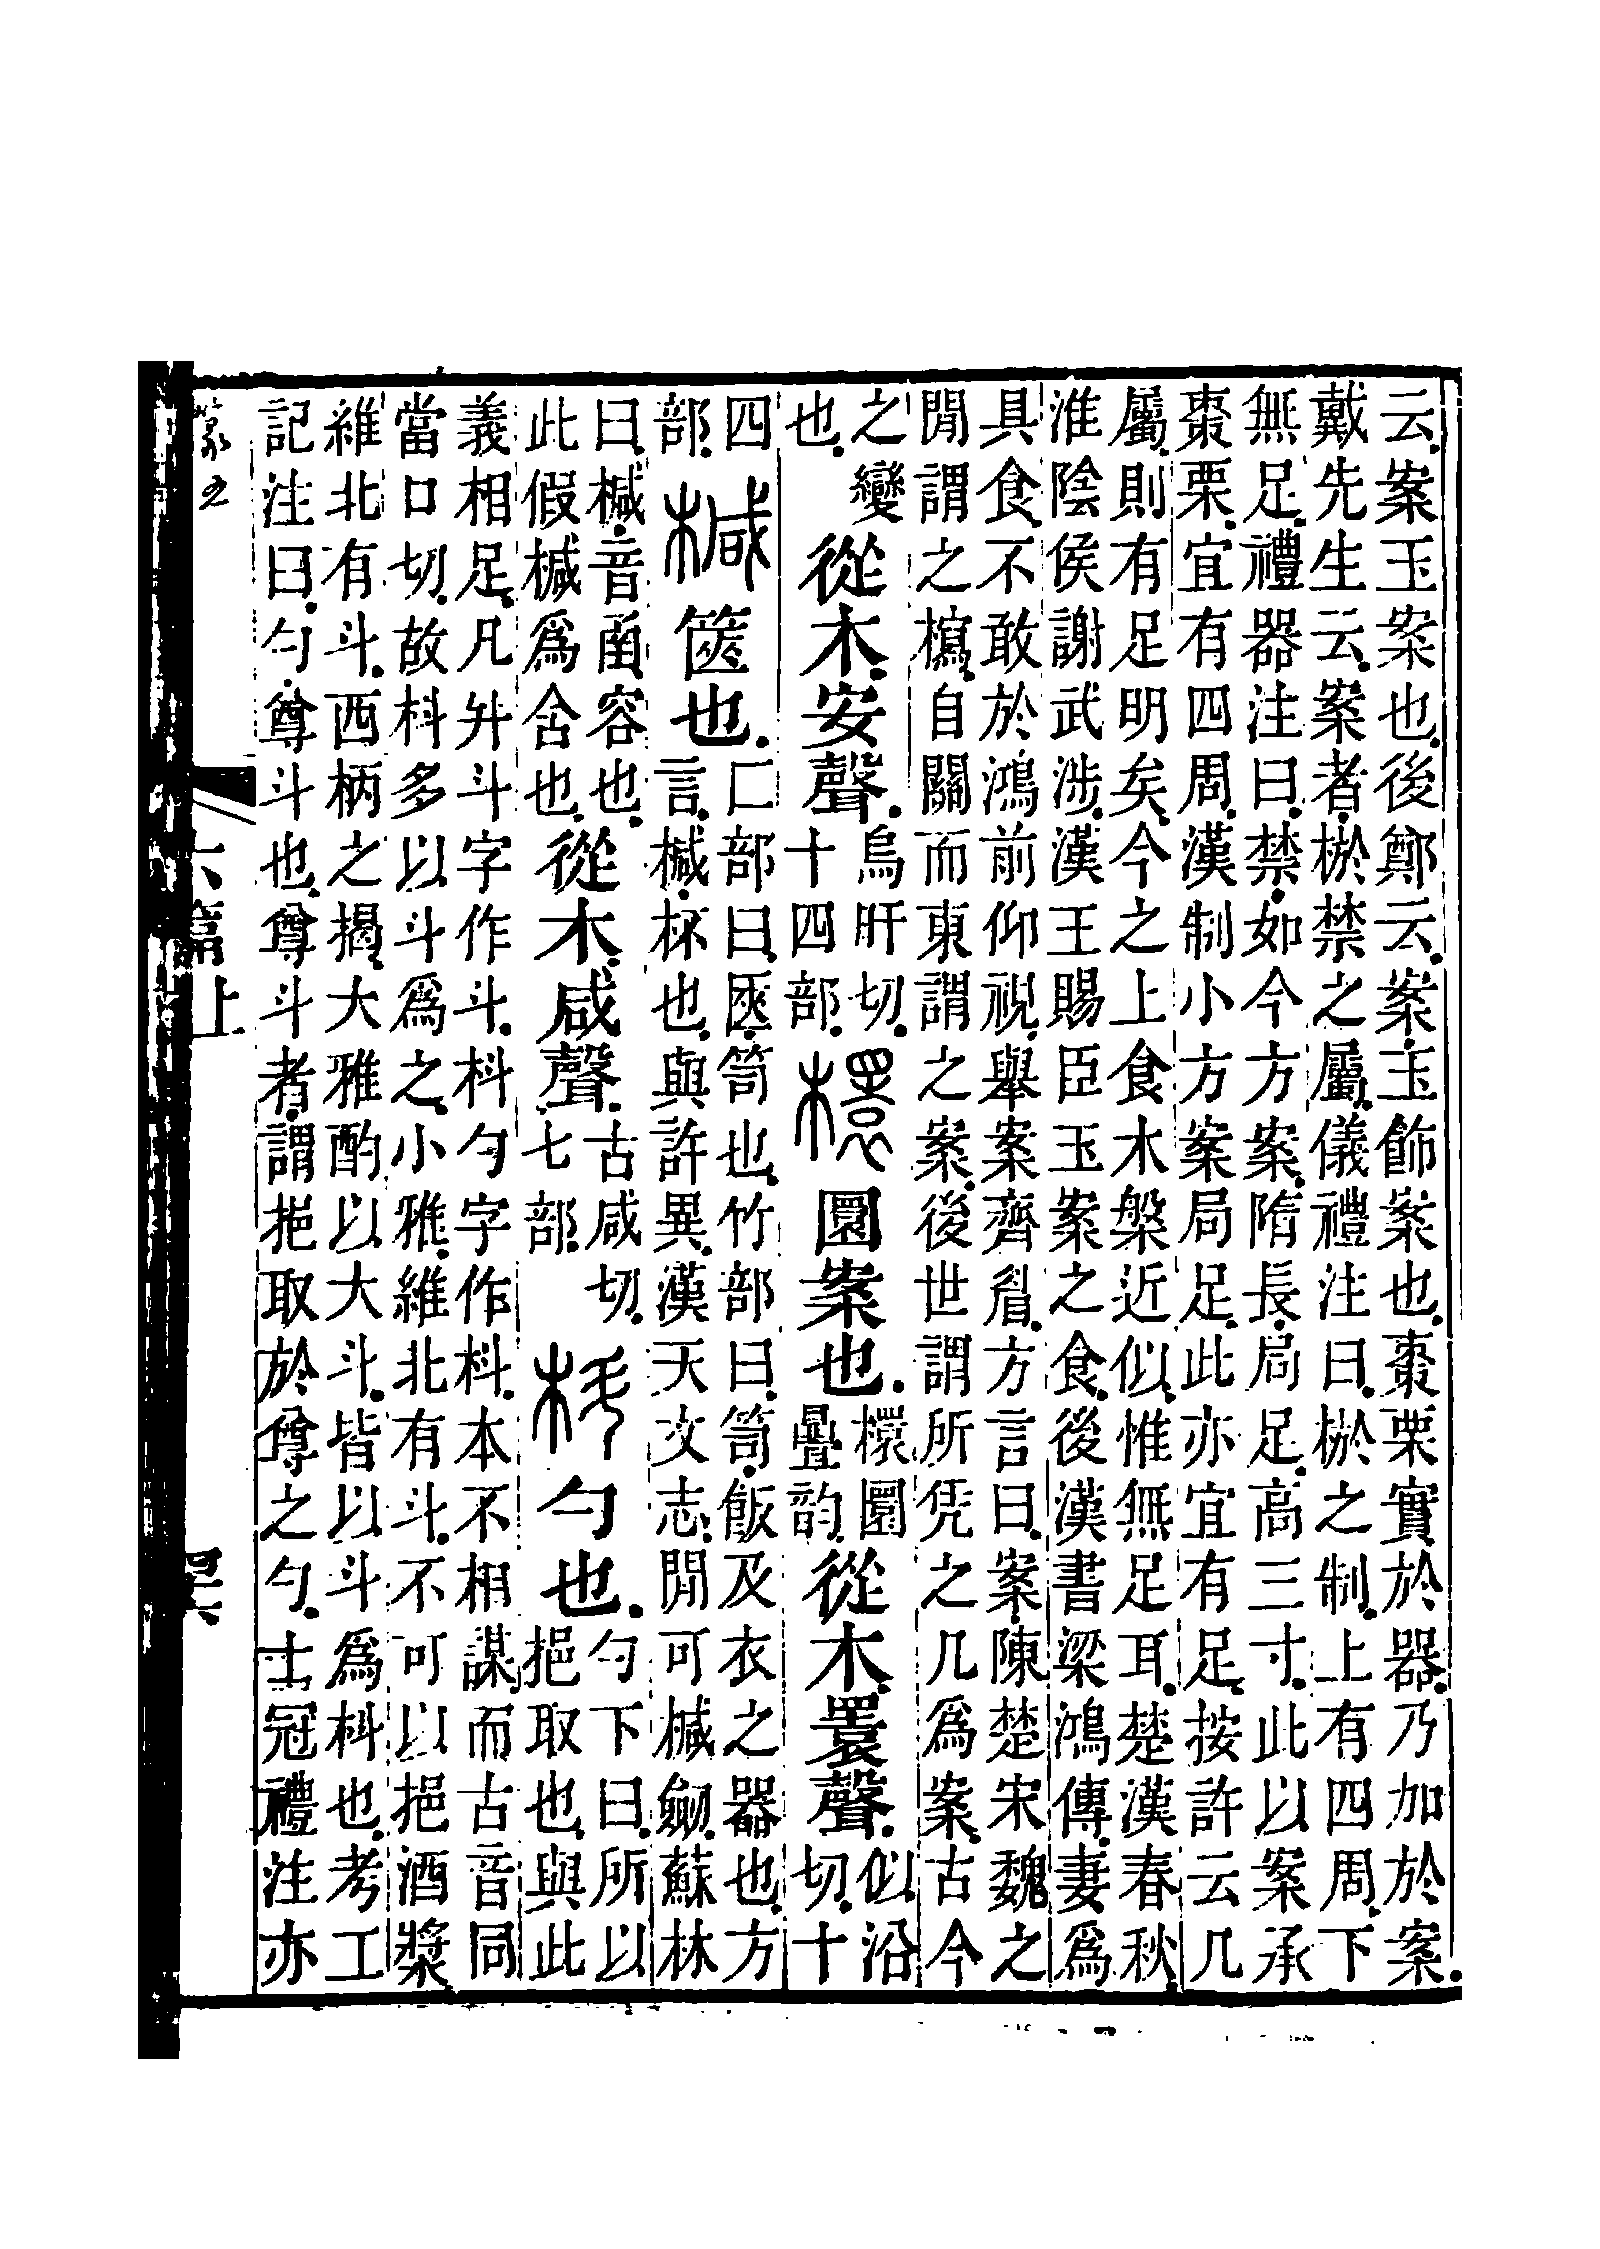 云案玉案也後鄭云案玉飾案也棗栗實於器乃加於案
戴先生云案者棜禁之屬儀禮注曰棜之制上有四周下
無足禮器注曰禁如今方案隋長局足高三寸此以案承
棗栗宜有四周漢制小方案局足此亦宜有足按許云几
屬則有足明矣今之上食木槃近似惟無足耳楚漢春秋
淮陰侯謝武涉漢王賜臣玉案之食後漢書梁鴻傳妻爲
具食不敢於鴻前仰視舉案齊眉方言曰案陳楚宋魏之
閒謂之㯓自關而東謂之案後世謂所凭之几爲案古今
之變也從木安聲烏旰切十四部檈圜案也檈圜疊韵從木睘聲似沿切十
四部椷篋也匚部曰匧笥也竹部曰笥飯及衣之器也方言椷桮也與許異漢天文志閒可椷劒蘇林
曰椷音函容也此假椷爲含也從木咸聲古咸切七部枓勺也勺下曰所以挹取也與此
義相足凡升斗字作斗枓勺字作枓本不相謀而古音同
當口切故枓多以斗爲之小雅維北有斗不可以挹酒漿
維北有斗西柄之揭大雅酌以大斗皆以斗爲枓也考工
記注曰勺尊斗也尊斗者謂挹取於尊之勺士冠禮注亦
篆五
六篇上